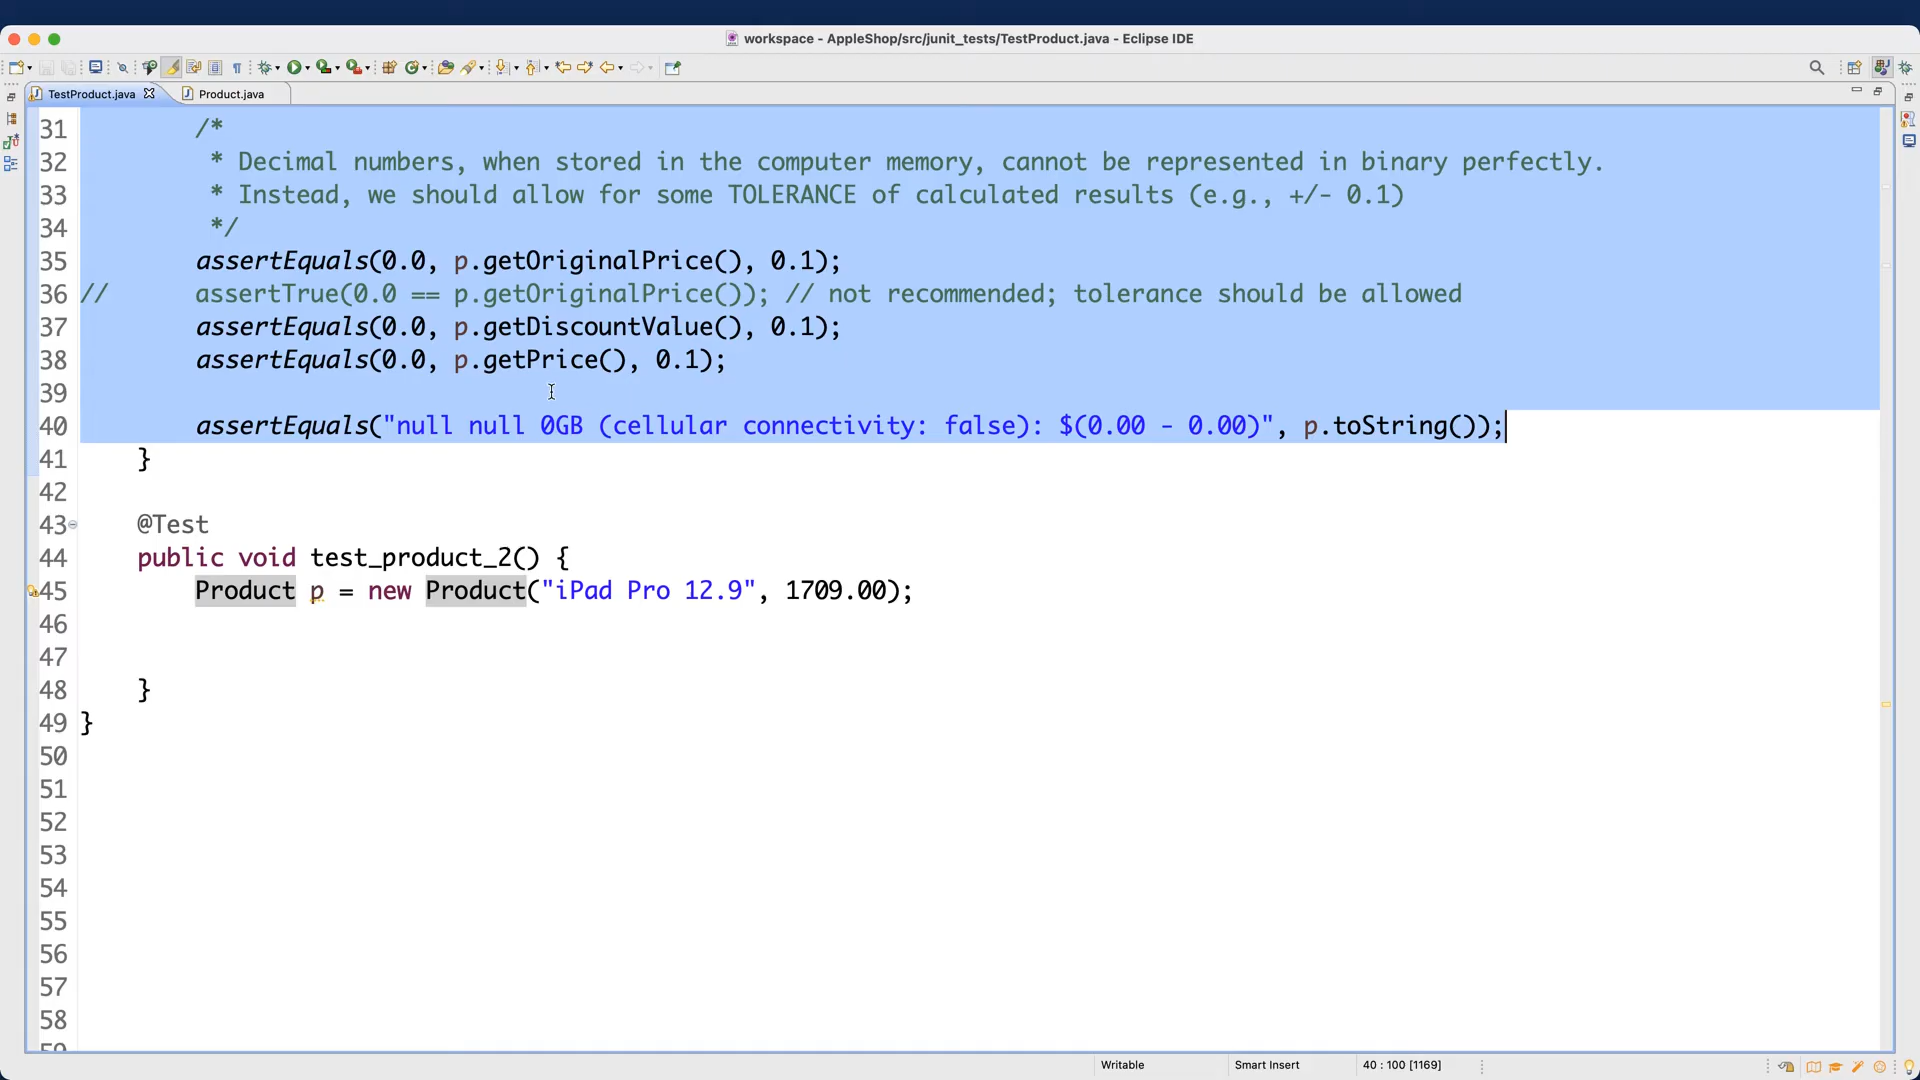 workspace - AppleShop/src/junit_tests/TestProduct.java - Eclipse IDE
TestProduct.java Product.java
31 /*
32 * Decimal numbers, when stored in the computer memory, cannot be represented in binary perfectly.
33 * Instead, we should allow for some TOLERANCE of calculated results (e.g., +/- 0.1)
34 */
35 assertEquals(0.0, p.getOriginalPrice(), 0.1);
36 // assertTrue(0.0 == p.getOriginalPrice()); // not recommended; tolerance should be allowed
37 assertEquals(0.0, p.getDiscountValue(), 0.1);
38 assertEquals(0.0, p.getPrice(), 0.1);
39
40 assertEquals("null null 0GB (cellular connectivity: false): $(0.00 - 0.00)", p.toString());
41 }
42
43 @Test
44 public void test_product_2() {
45 Product p = new Product("iPad Pro 12.9", 1709.00);
46
47
48 }
49 }
50
51
52
53
54
55
56
57
58
59
Writable Smart Insert 40 : 100 [1169]